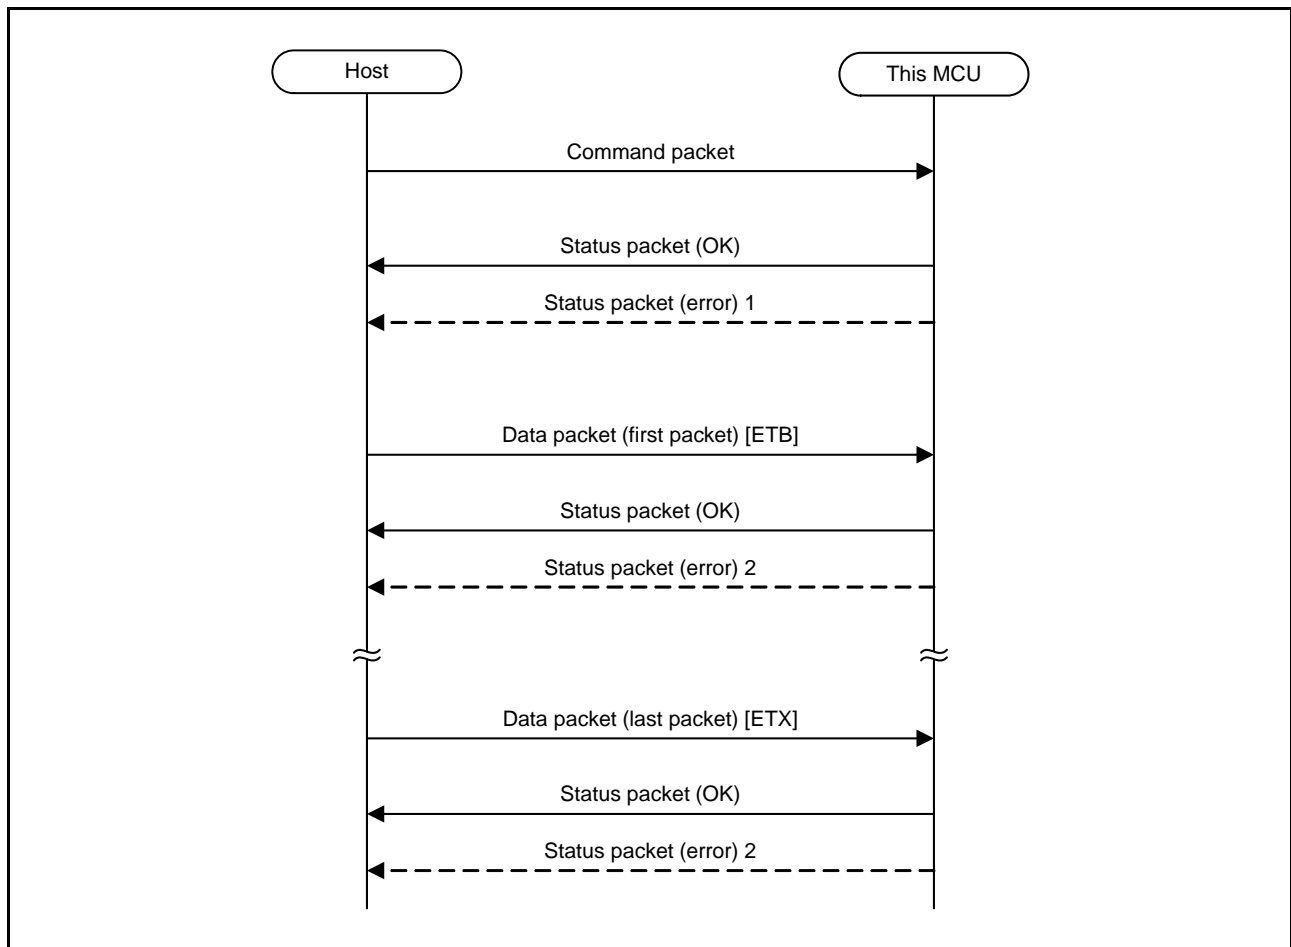 Host
This MCU
Command packet
Status packet (OK)
Status packet (error) 1
Data packet (first packet) [ETB]
Status packet (OK)
Status packet (error) 2
Data packet (last packet) [ETX]
Status packet (OK)
Status packet (error) 2